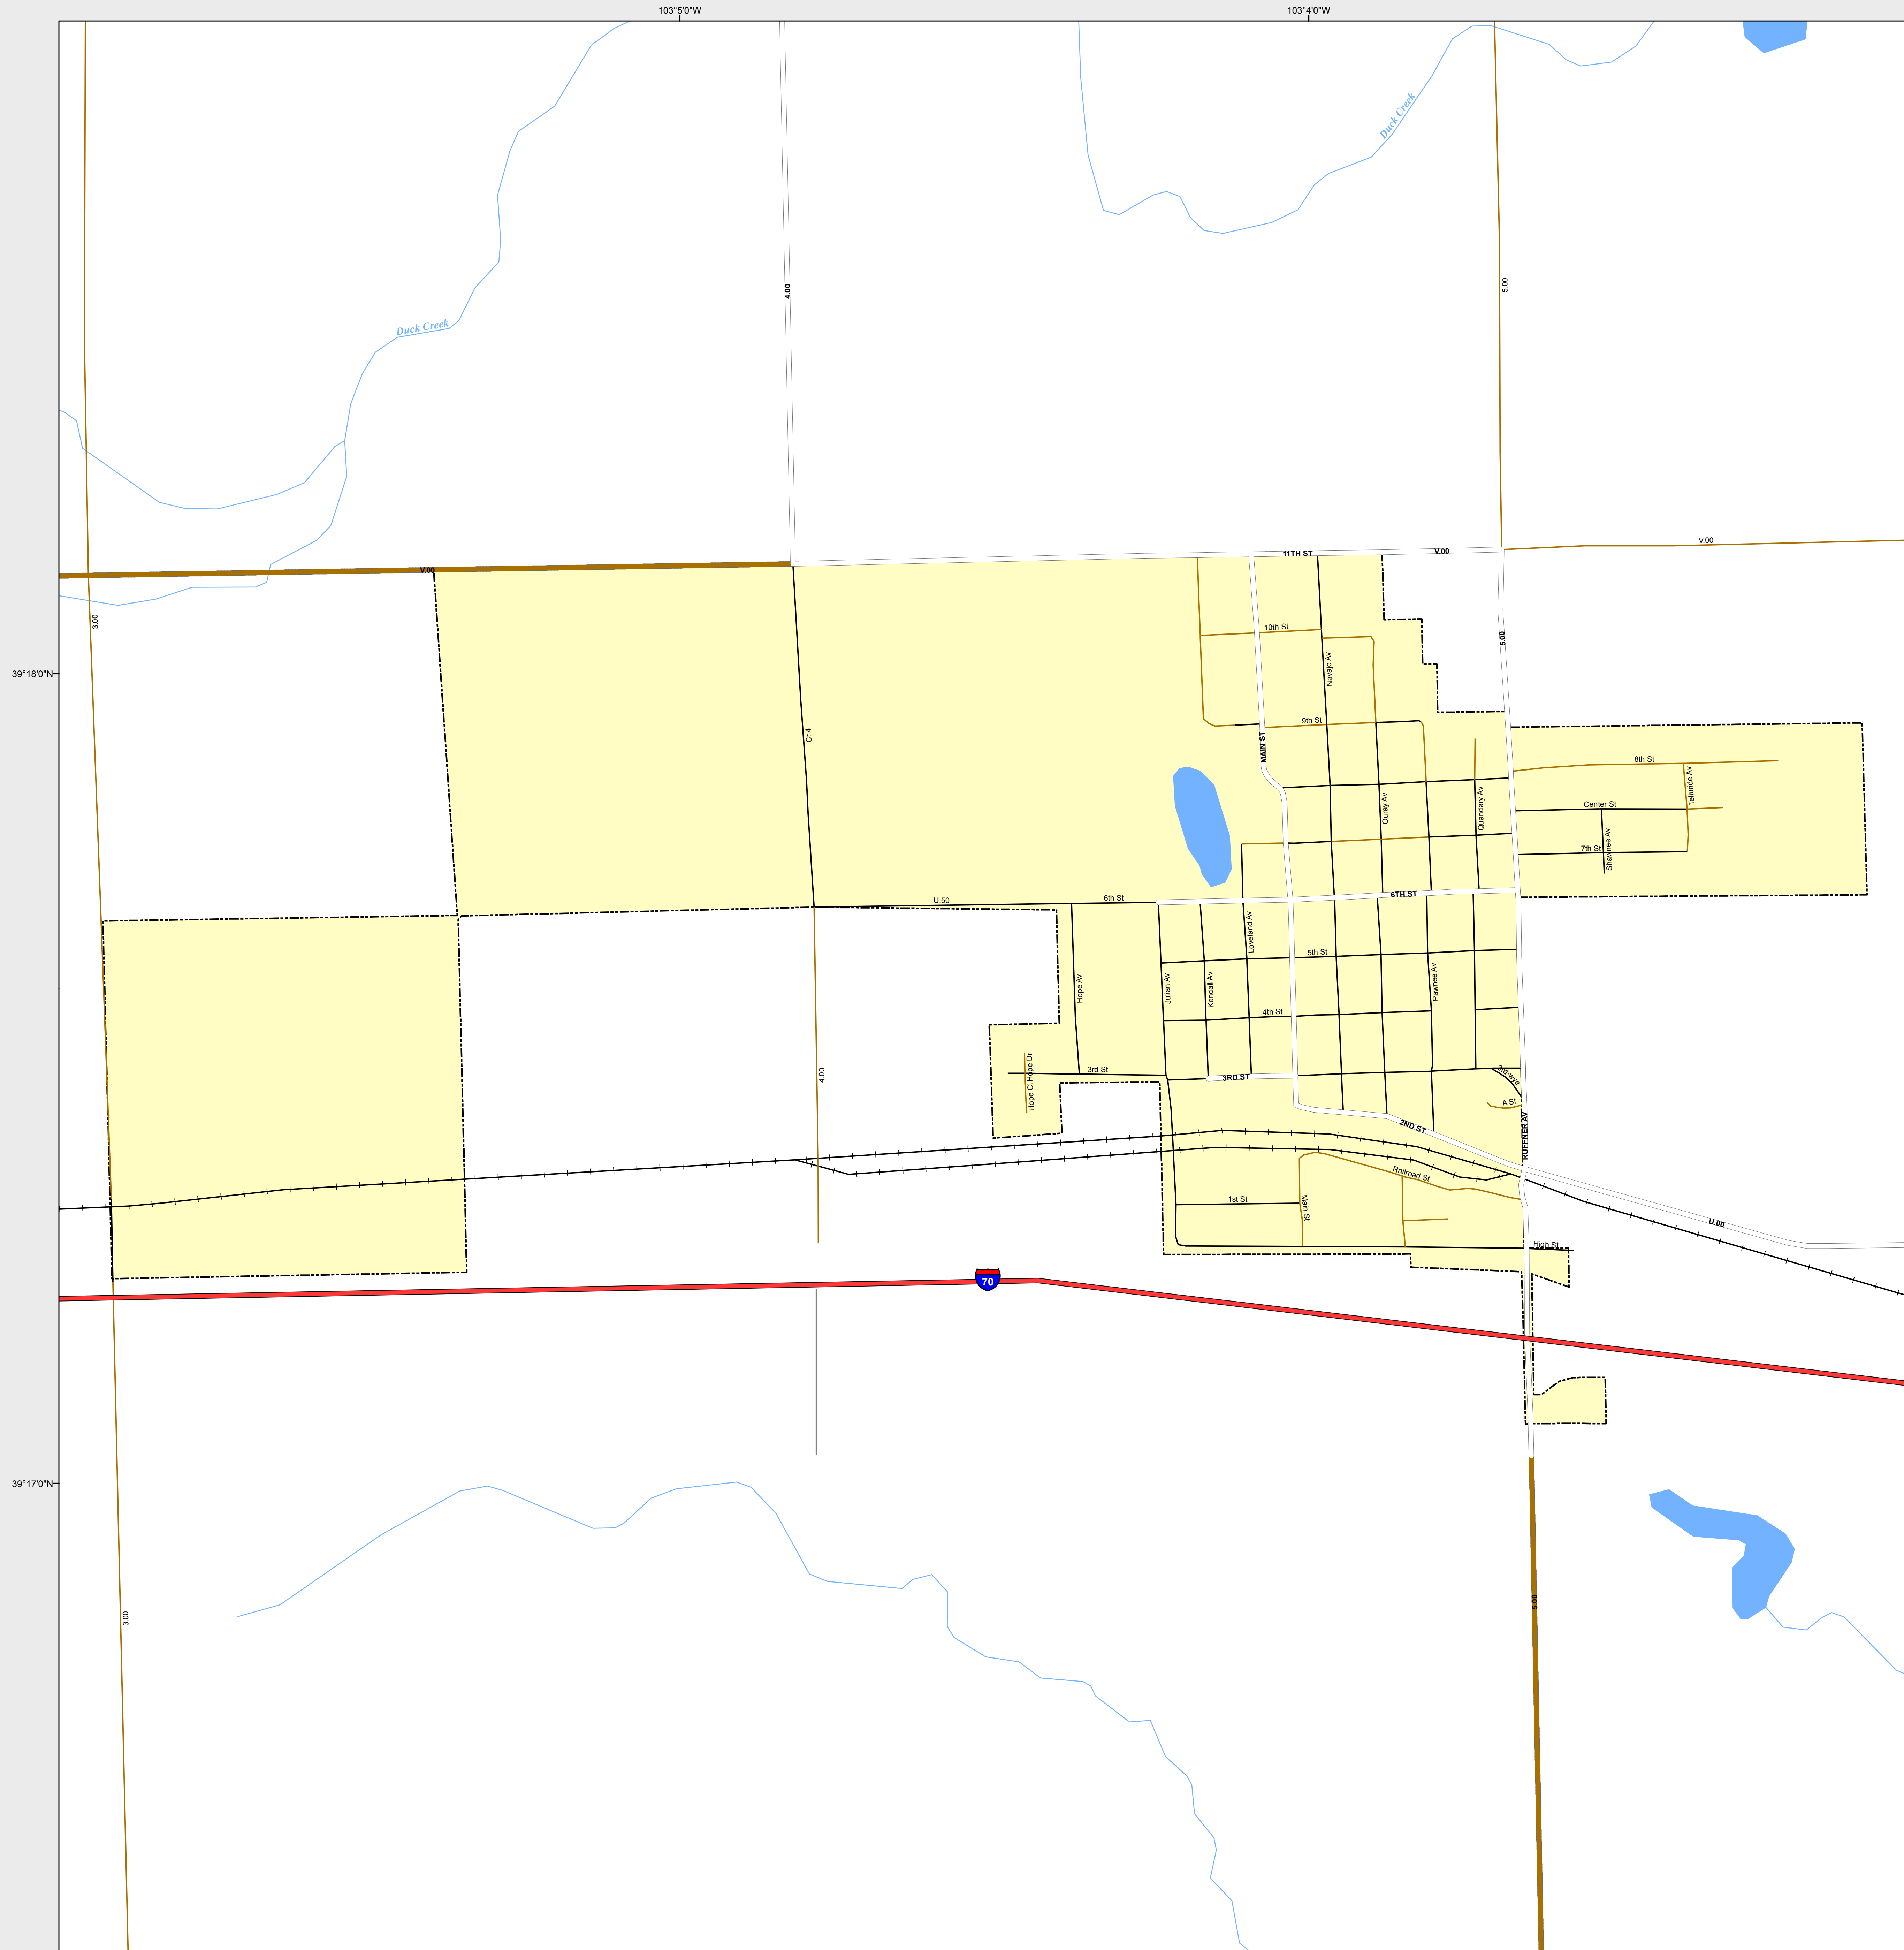 103°5'0"W
103°4'0"W
Duck Creek
Duck Creek
4.00
5.00
V.00
11TH ST
V.00
V.00
3.00
10th St
5.00
Navajo Av
39°18'0"N
9th St
Cr 4
MAIN ST
8th St
Telluride Av
Ouray Av
Quandary Av
Center St
Shawnee Av
7th St
6TH ST
U.50
6th St
Loveland Av
5th St
Hope Av
Julian Av
Kendall Av
Pawnee Av
4th St
Hope Ci Hope Dr
3rd St
3RD ST
3rd-wye
4.00
A St
2ND ST
RUFFNER AV
Railroad St
1st St
Main St
U.00
High St
70
39°17'0"N
5.00
3.00